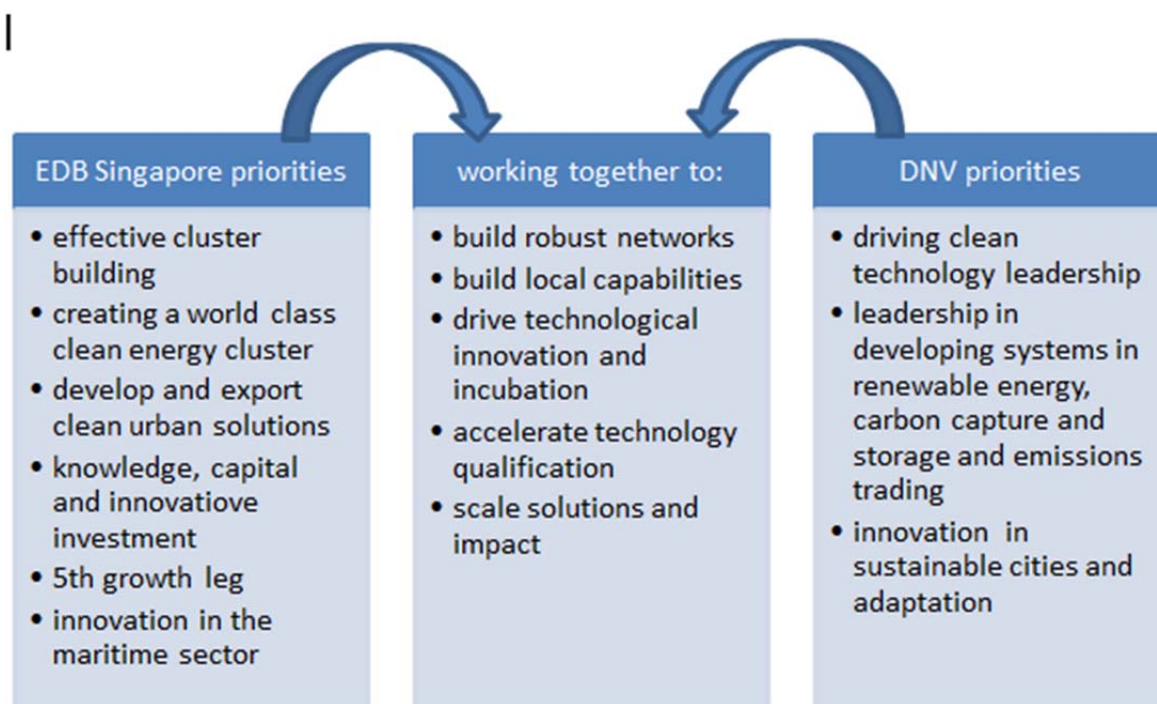 EDB Singapore priorities
• effective cluster
building
• creating a world class
clean energy cluster
• develop and export
clean urban solutions
• knowledge, capital
and innovatiove
investment
• 5th growth leg
• innovation in the
maritime sector
working together to:
• build robust networks
• build local capabilities
• drive technological
innovation and
incubation
• accelerate technology
qualification
• scale solutions and
impact
DNV priorities
• driving clean
technology leadership
• leadership in
developing systems in
renewable energy,
carbon capture and
storage and emissions
trading
• innovation in
sustainable cities and
adaptation